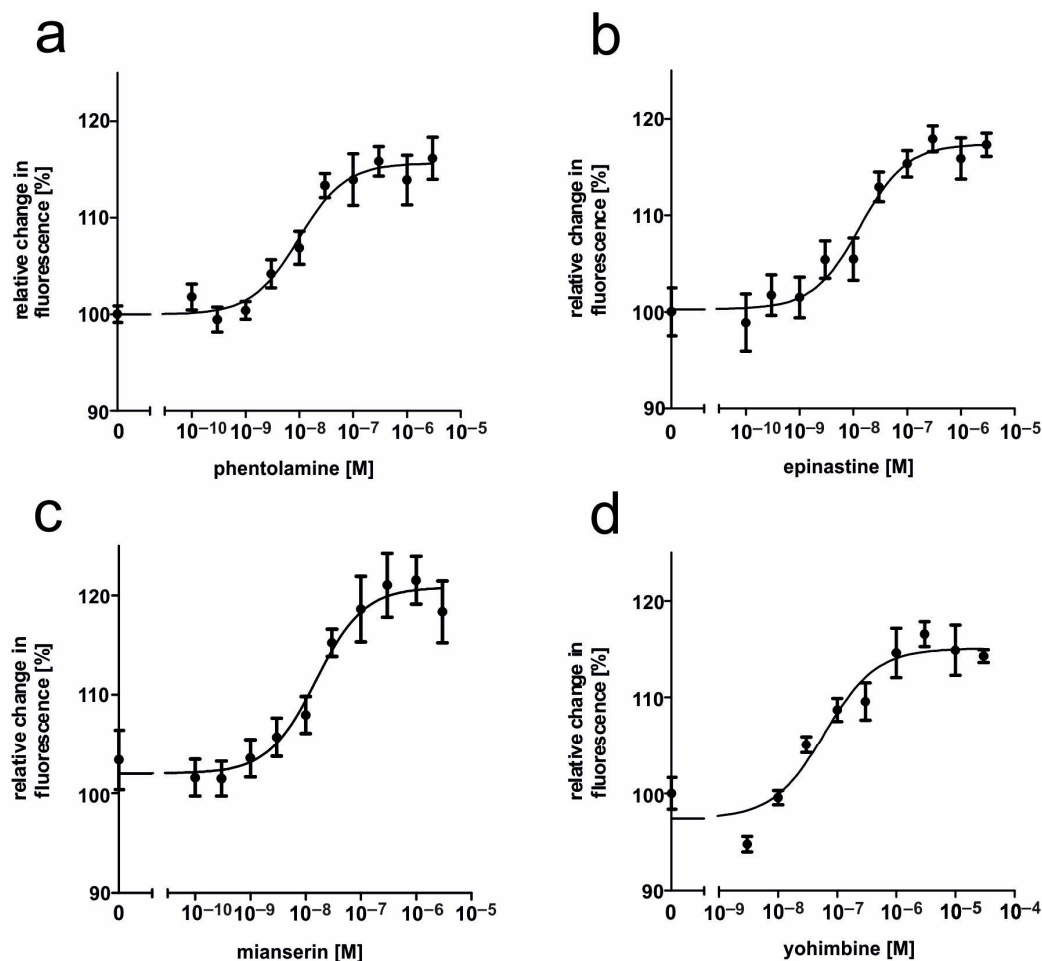 a
relative change in
fluorescence [%]
120
110
100
90
0
10–10
10–9
10–8
10–7
10–6
10–5
phentolamine [M]
b
relative change in
fluorescence [%]
120
110
100
90
0
10–10
10–9
10–8
10–7
10–6
10–5
epinastine [M]
c
relative change in
fluorescence [%]
120
110
100
90
0
10–10
10–9
10–8
10–7
10–6
10–5
mianserin [M]
d
relative change in
fluorescence [%]
120
110
100
90
0
10–9
10–8
10–7
10–6
10–5
10–4
yohimbine [M]